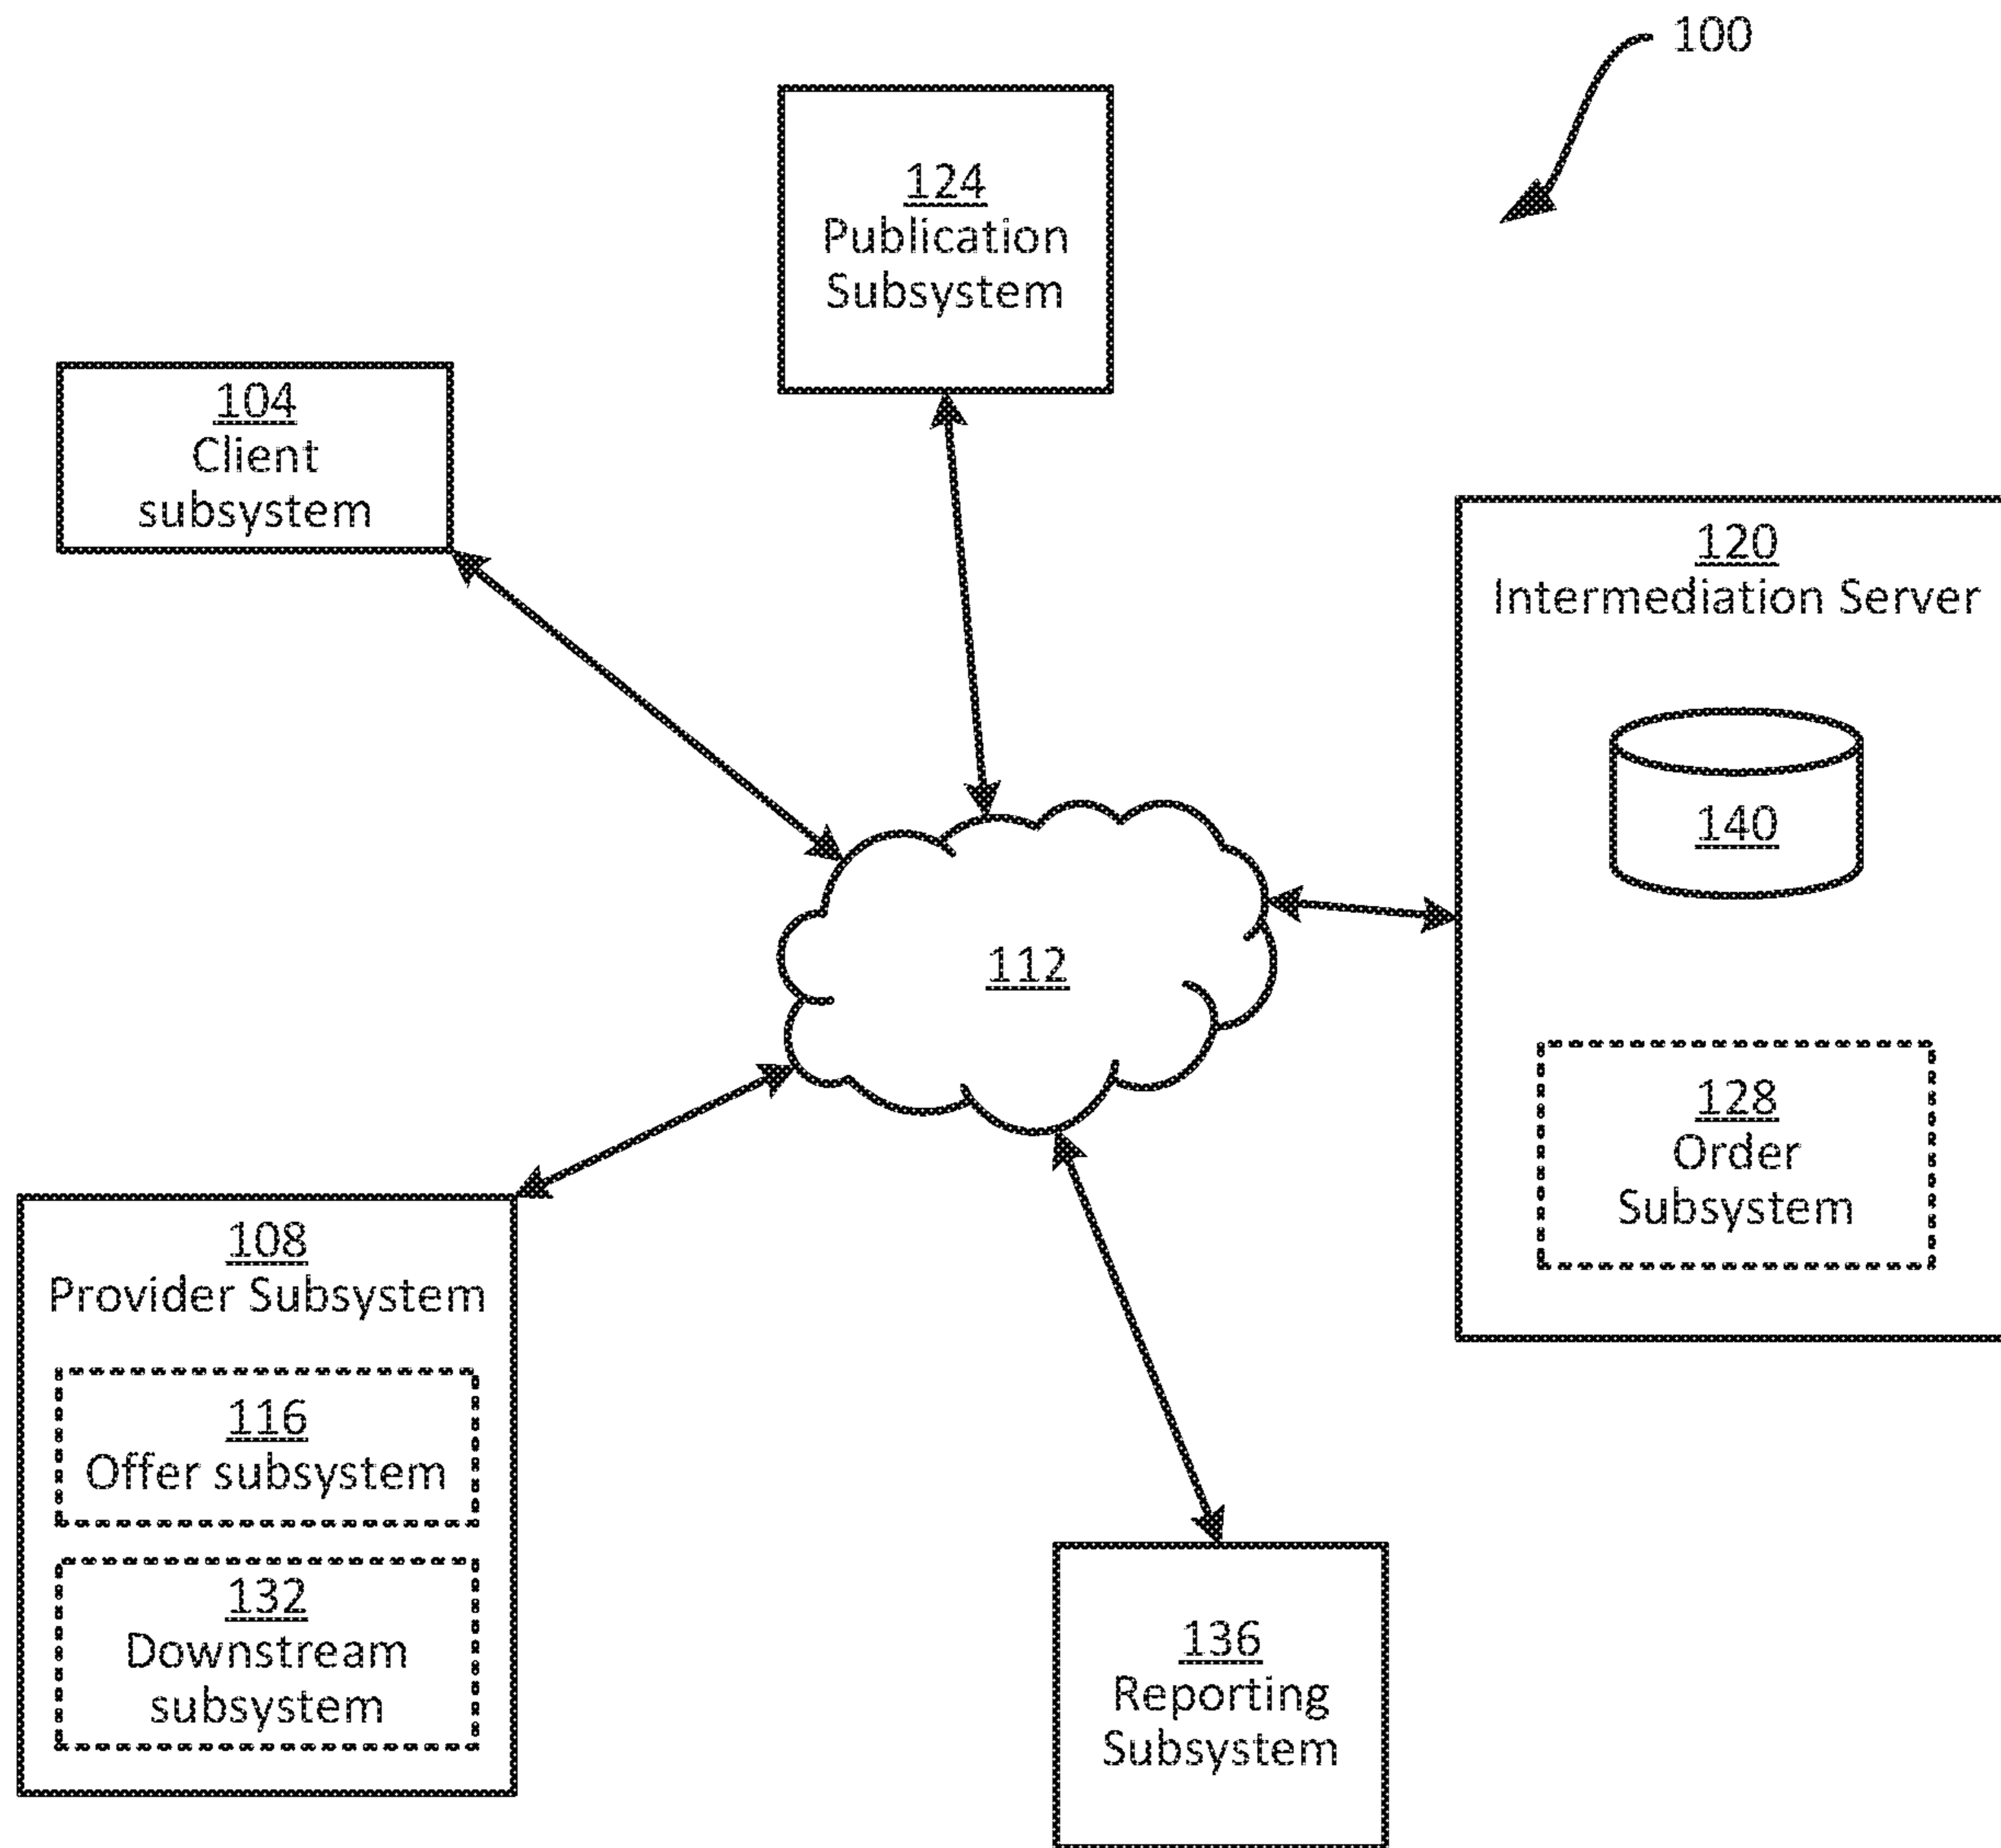 100
124
Publication
Subsystem
104
Client
subsystem
120
Intermediation Server
140
112
128
Order
Subsystem
108
Provider Subsystem
116
Offer subsystem
132
Downstream
subsystem
136
Reporting
Subsystem